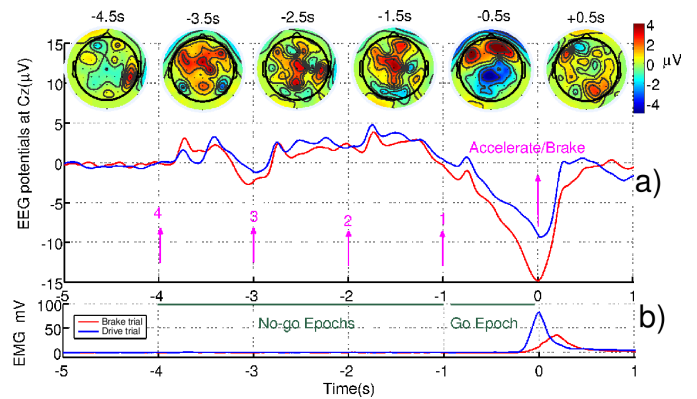 -4.5s -3.5s -2.5s -1.5s -0.5s +0.5s
4
2
0
-2
-4
μV
EEG potentials at Cz(μV)
15
10
5
0
-5
-10
-15
Accelerate/Brake
a)
4 3 2 1
-5 -4 -3 -2 -1 0 1
EMG mV
100
50
0
Brake trial
Drive trial
No-go Epochs
Go Epoch
b)
-5 -4 -3 -2 -1 0 1
Time(s)